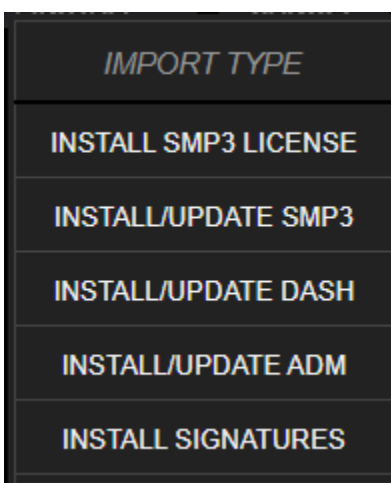 IMPORT TYPE
INSTALL SMP3 LICENSE
INSTALL/UPDATE SMP3
INSTALL/UPDATE DASH
INSTALL/UPDATE ADM
INSTALL SIGNATURES